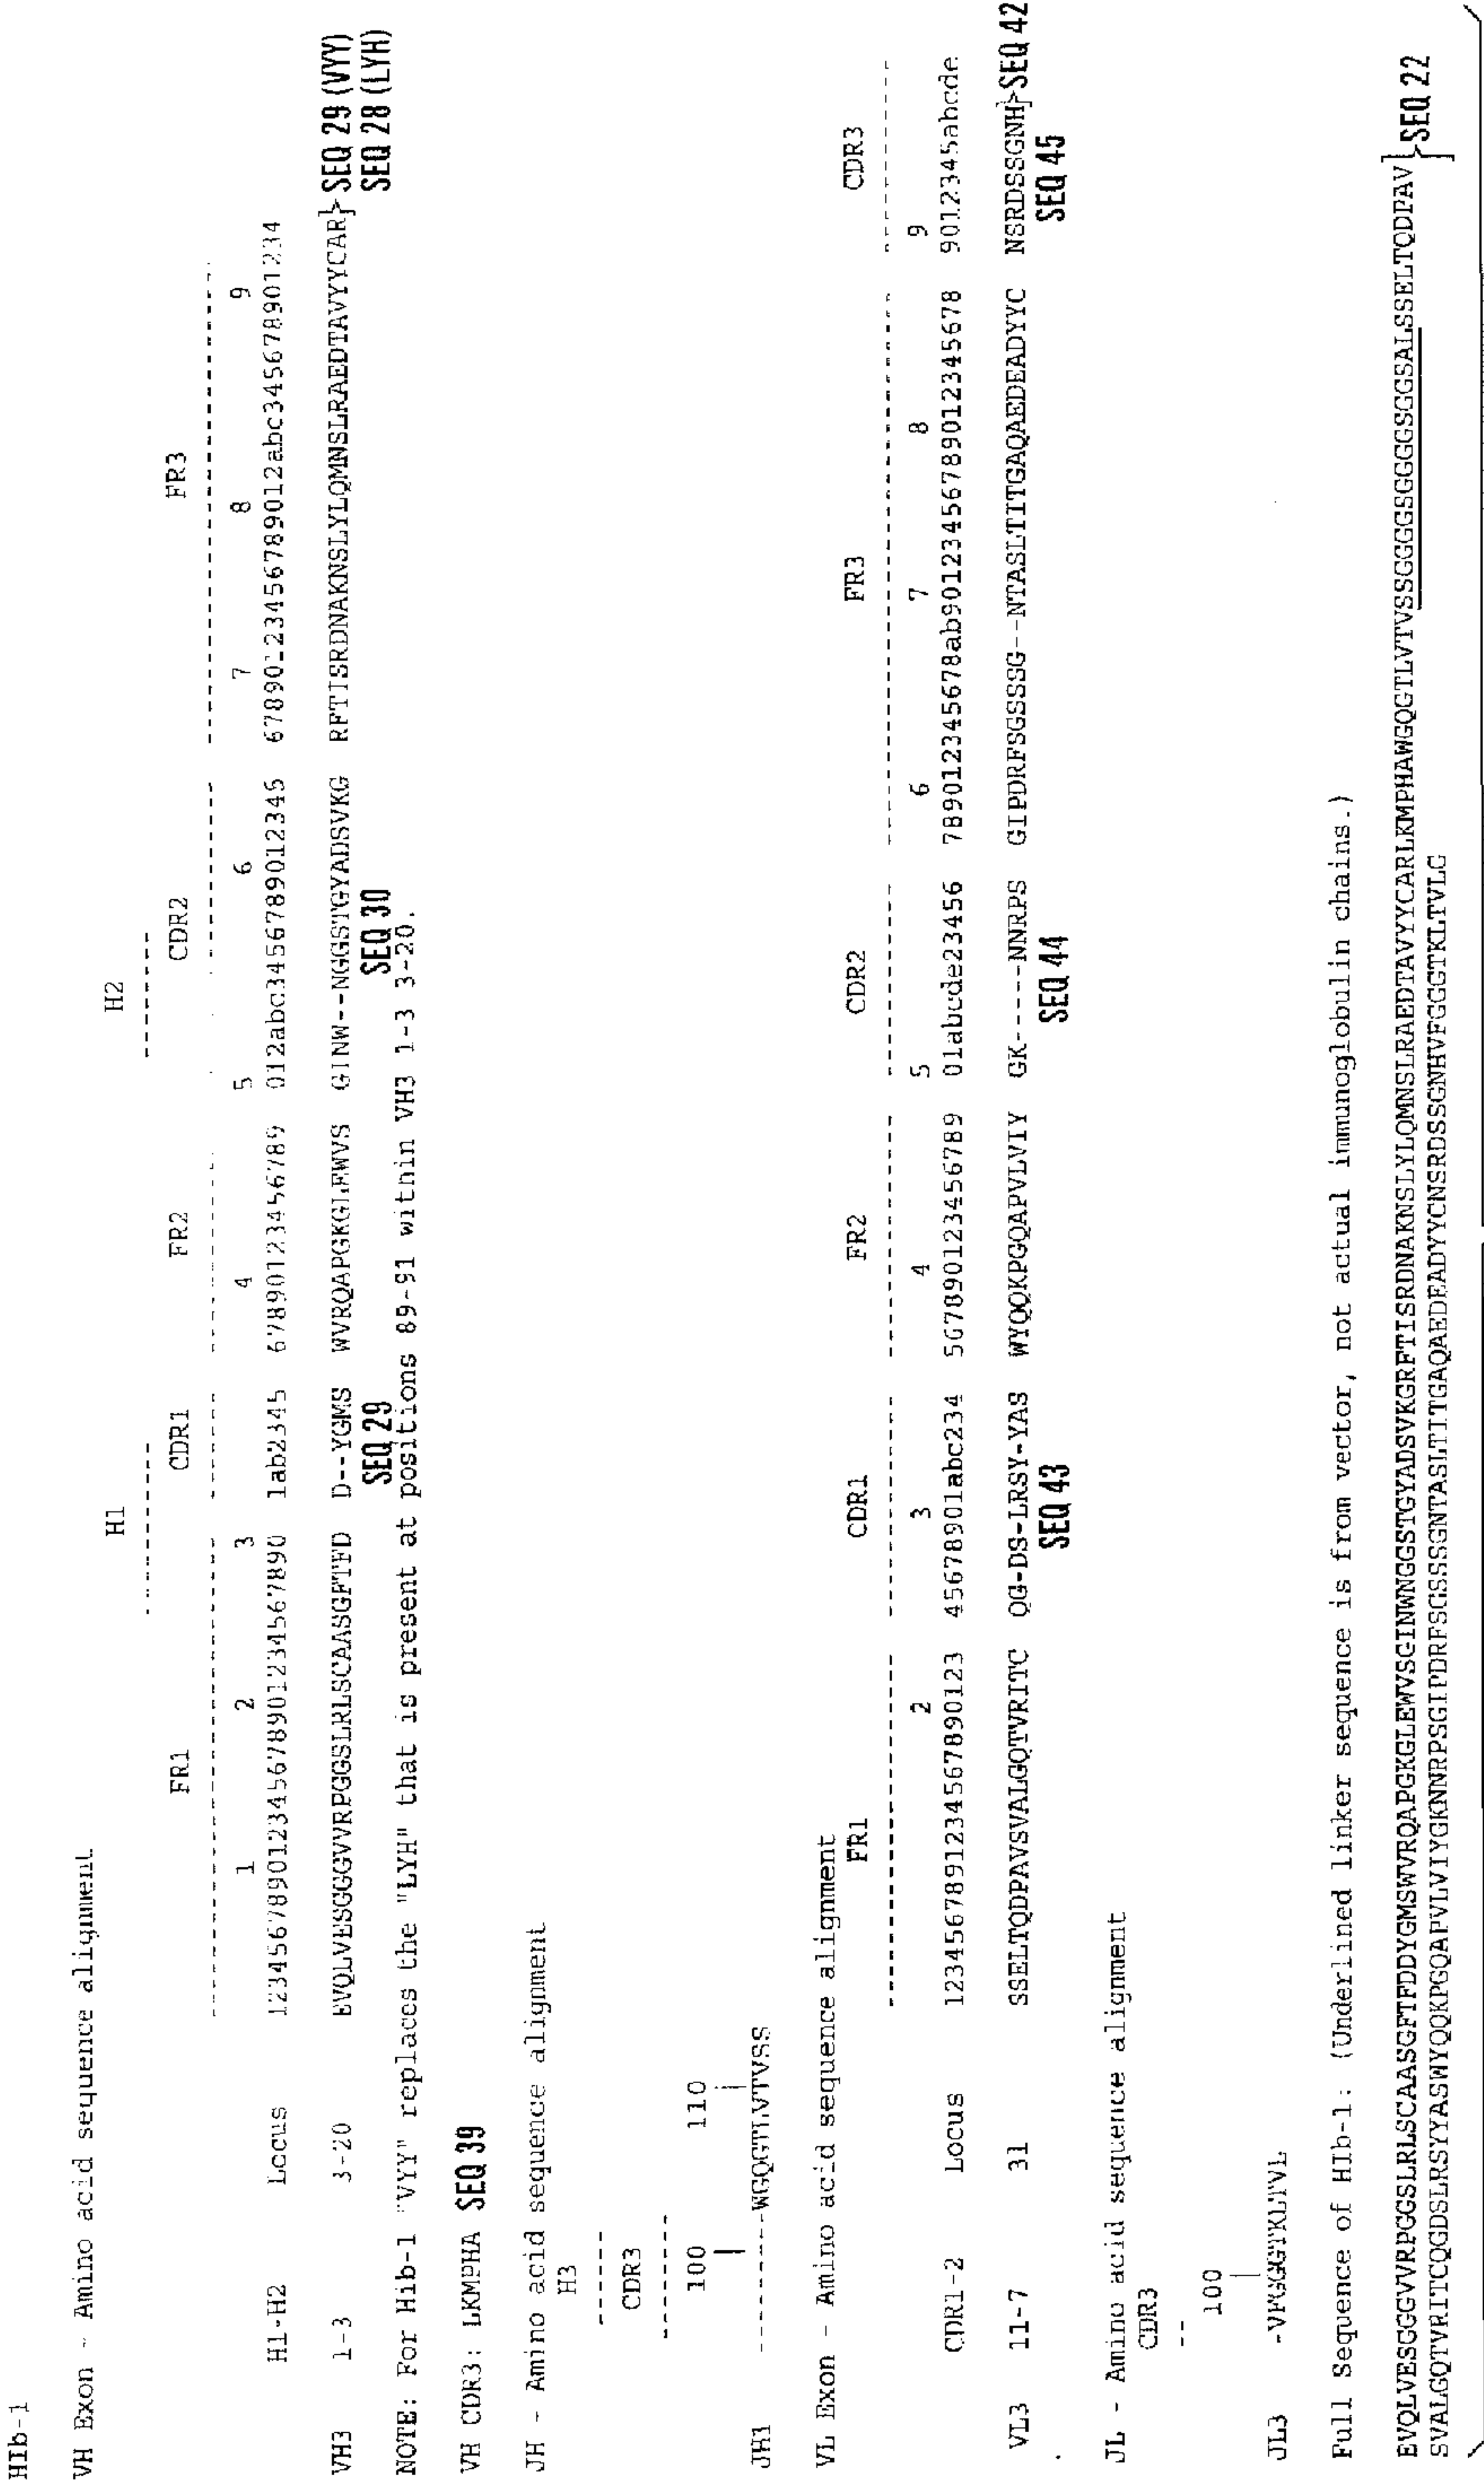 HIb-1
VH Exon - Amino acid sequence alignment
H1 H2
FR1 CDR1 FR2 CDR2 FR3
1 2 3 4 5 6 7 8 9
H1-H2 Locus 123456789012345678901234567890 1ab2345 67890123456789 012abc3456789012345 67890123456789012abc345678901234
VH3 1-3 3-20 EVQLVESGGGVVRPGGSLRLSCAASGFTFD D--YGMS WVRQAPGKGLEWVS GINW--NGGSTGYADSVKG RFTISRDNAKNSLYLQMNSLRAEDTAVYYCAR} SEQ 29 (VYY)
SEQ 29 SEQ 30 SEQ 28 (LYH)
NOTE: For Hib-1 "VYY" replaces the "LYH" that is present at positions 89-91 within VH3 1-3 3-20.
VH CDR3: LKMPHA SEQ 39
JH - Amino acid sequence alignment
H3
CDR3
100 110
JH1 -------WGQGTLVTVSS
VL Exon - Amino acid sequence alignment
FR1 CDR1 FR2 CDR2 FR3 CDR3
1 2 3 4 5 6 7 8 9
CDR1-2 Locus 1234567891234567890123 45678901abc234 567890123456789 01abcde23456 789012345678ab90123456789012345678 9012345abcde
VL3 11-7 31 SSELTQDPAVSVALGQTVRITC QG-DS-LRSY-YAS WYQQKPGQAPVLVIY GK-----NNRPS GIPDRFSGSSSG--NTASLTITGAQAEDEADYYC NSRDSSGNH} SEQ 42
SEQ 43 SEQ 44 SEQ 45
JL - Amino acid sequence alignment
CDR3
100
JL3 -VFGGGTKLTVL
Full Sequence of HIb-1: (Underlined linker sequence is from vector, not actual immunoglobulin chains.)
EVQLVESGGGVVRPGGSLRLSCAASGFTFDDYGMSWVRQAPGKGLEWVSGINWNGGSTGYADSVKGRFTISRDNAKNSLYLQMNSLRAEDTAVYYCARLKMPHAWGQGTLVTVSSGGGGSGGGGSGGSALSSELTQDPAV
SVALGQTVRITCQGDSLRSYYASWYQQKPGQAPVLVIYGKNNRPSGIPDRFSGSSSGNTASLTITGAQAEDEADYYCNSRDSSGNHVFGGGTKLTVLG } SEQ 22